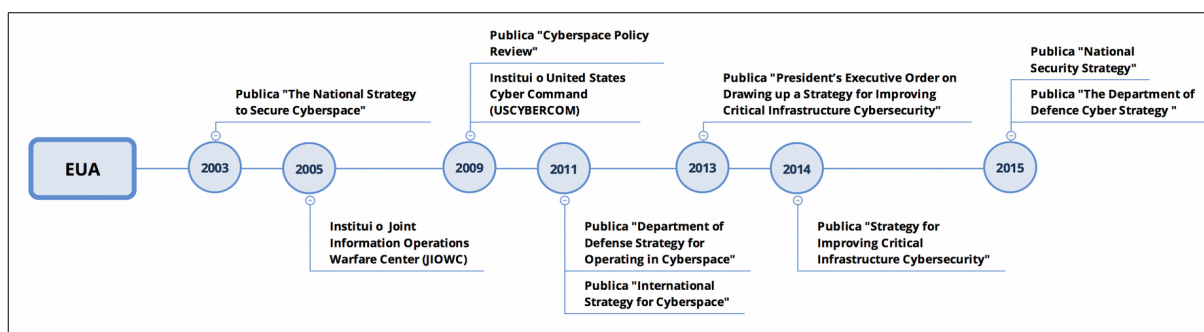 EUA
2003
Publica "The National Strategy
to Secure Cyberspace"
2005
Institui o Joint
Information Operations
Warfare Center (JIOWC)
2009
Publica "Cyberspace Policy
Review"
Institui o United States
Cyber Command
(USCYBERCOM)
2011
Publica "Department of
Defense Strategy for
Operating in Cyberspace"
Publica "International
Strategy for Cyberspace"
2013
Publica "President's Executive Order on
Drawing up a Strategy for Improving
Critical Infrastructure Cybersecurity"
2014
Publica "Strategy for
Improving Critical
Infrastructure Cybersecurity"
2015
Publica "National
Security Strategy"
Publica "The Department of
Defence Cyber Strategy "